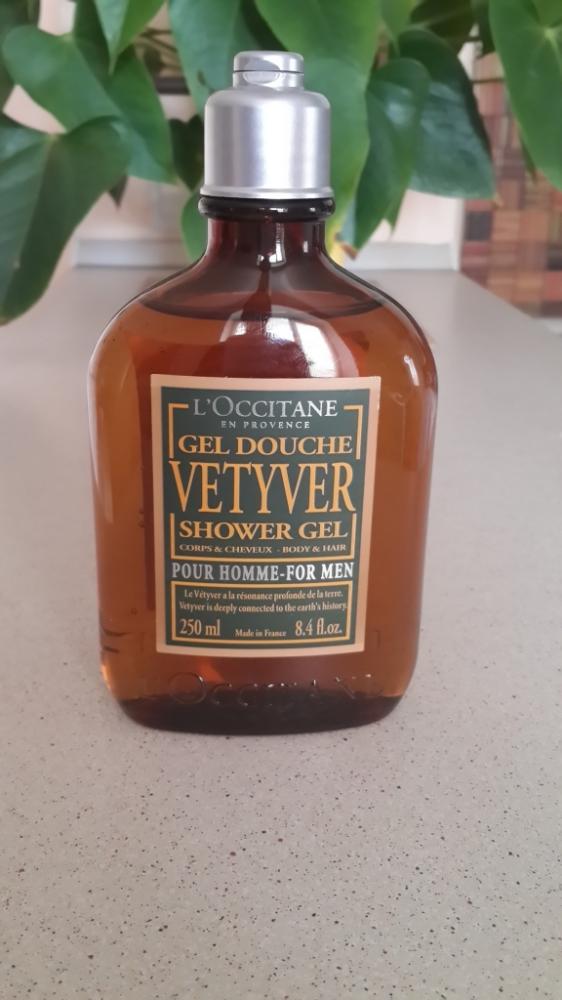 L'OCCITANE
EN PROVENCE
GEL DOUCHE
VETYVER
SHOWER GEL
CORPS & CHEVEUX - BODY & HAIR
POUR HOMME-FOR MEN
Le Vétyver a la résonance profonde de la terre.
Vetyver is deeply connected to the earth's history.
250 ml Made in France 8.4 fl.oz.
L'OCCITANE